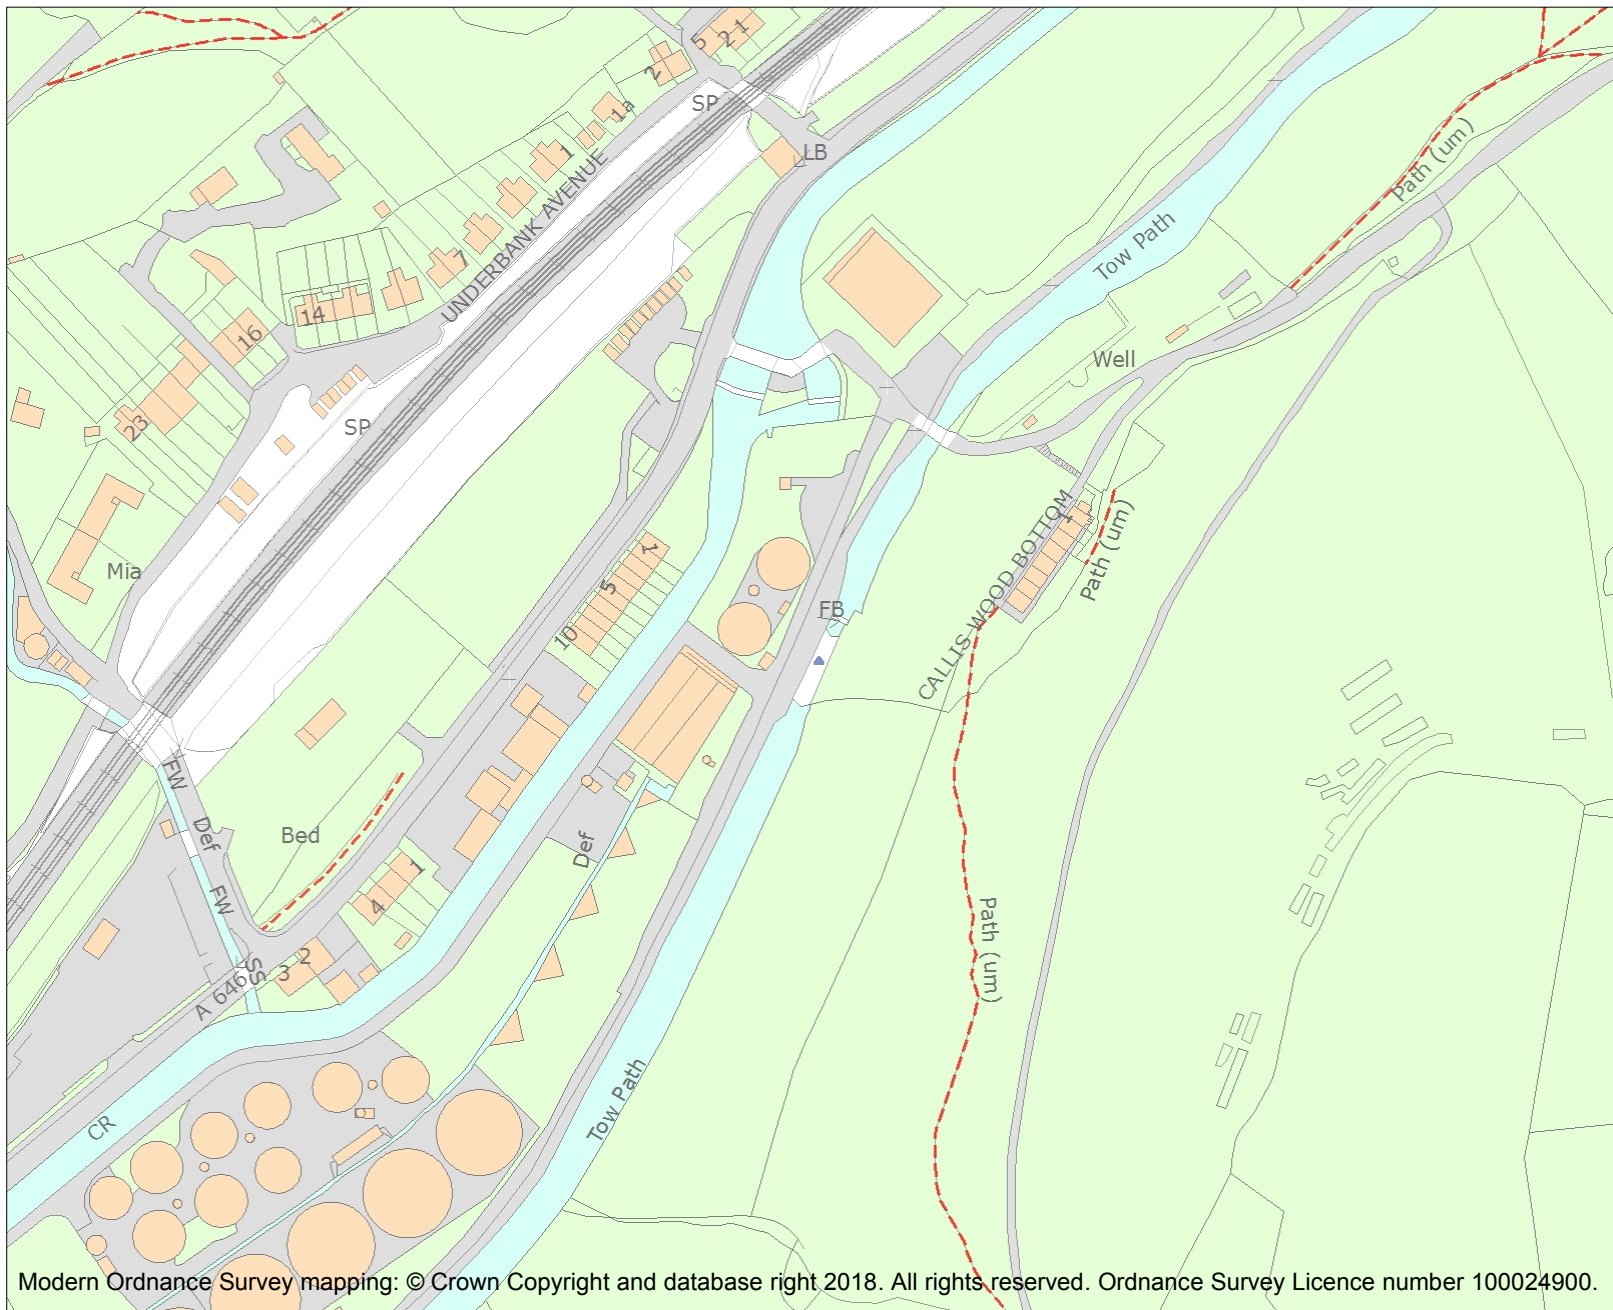 5
2 1
2
SP
1a
LB
1
UNDERBANK AVENUE
7
14
16
23
SP
Path (um)
Tow Path
Well
Mia
1
5
10
FB
CALLIS WOOD BOTTOM
1
Path (um)
FW
Def
Bed
FW
Def
1
4
2
3
SS
A 646
Path (um)
CR
Tow Path
Modern Ordnance Survey mapping: © Crown Copyright and database right 2018. All rights reserved. Ordnance Survey Licence number 100024900.